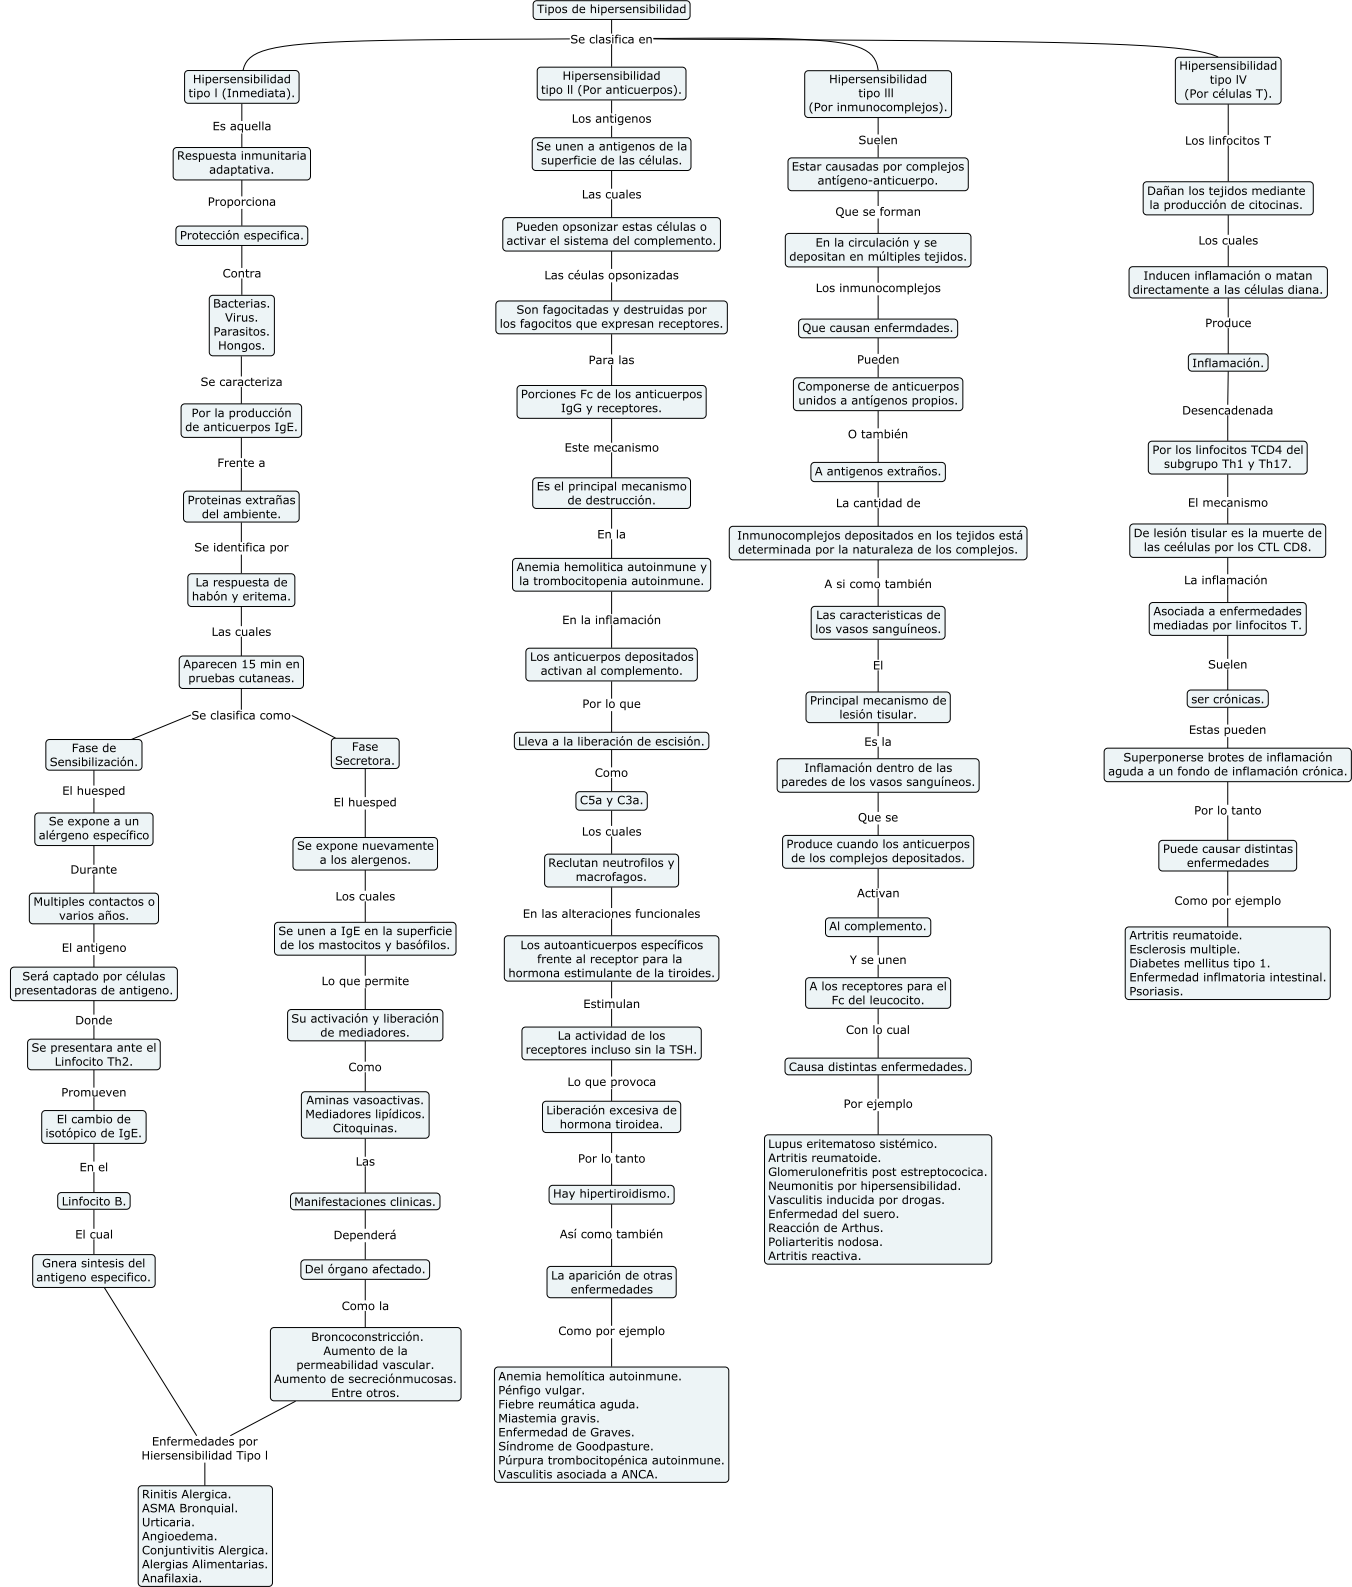 Tipos de hipersensibilidad
Se clasifica en
Hipersensibilidad
tipo l (Inmediata).
Es aquella
Respuesta inmunitaria
adaptativa.
Proporciona
Protección especifica.
Contra
Bacterias.
Virus.
Parasitos.
Hongos.
Se caracteriza
Por la producción
de anticuerpos IgE.
Frente a
Proteinas extrañas
del ambiente.
Se identifica por
La respuesta de
habón y eritema.
Las cuales
Aparecen 15 min en
pruebas cutaneas.
Se clasifica como
Fase de
Sensibilización.
El huesped
Se expone a un
alérgeno específico
Durante
Multiples contactos o
varios años.
El antigeno
Será captado por células
presentadoras de antigeno.
Donde
Se presentara ante el
Linfocito Th2.
Promueven
El cambio de
isotópico de IgE.
En el
Linfocito B.
El cual
Gnera sintesis del
antigeno especifico.
Fase
Secretora.
El huesped
Se expone nuevamente
a los alergenos.
Los cuales
Se unen a IgE en la superficie
de los mastocitos y basófilos.
Lo que permite
Su activación y liberación
de mediadores.
Como
Aminas vasoactivas.
Mediadores lipídicos.
Citoquinas.
Las
Manifestaciones clinicas.
Dependerá
Del órgano afectado.
Como la
Broncoconstricción.
Aumento de la
permeabilidad vascular.
Aumento de secreciónmucosas.
Entre otros.
Enfermedades por
Hiersensibilidad Tipo l
Rinitis Alergica.
ASMA Bronquial.
Urticaria.
Angioedema.
Conjuntivitis Alergica.
Alergias Alimentarias.
Anafilaxia.
Hipersensibilidad
tipo ll (Por anticuerpos).
Los antigenos
Se unen a antigenos de la
superficie de las células.
Las cuales
Pueden opsonizar estas células o
activar el sistema del complemento.
Las céulas opsonizadas
Son fagocitadas y destruidas por
los fagocitos que expresan receptores.
Para las
Porciones Fc de los anticuerpos
IgG y receptores.
Este mecanismo
Es el principal mecanismo
de destrucción.
En la
Anemia hemolitica autoinmune y
la trombocitopenia autoinmune.
En la inflamación
Los anticuerpos depositados
activan al complemento.
Por lo que
Lleva a la liberación de escisión.
Como
C5a y C3a.
Los cuales
Reclutan neutrofilos y
macrofagos.
En las alteraciones funcionales
Los autoanticuerpos específicos
frente al receptor para la
hormona estimulante de la tiroides.
Estimulan
La actividad de los
receptores incluso sin la TSH.
Lo que provoca
Liberación excesiva de
hormona tiroidea.
Por lo tanto
Hay hipertiroidismo.
Así como también
La aparición de otras
enfermedades
Como por ejemplo
Anemia hemolítica autoinmune.
Pénfigo vulgar.
Fiebre reumática aguda.
Miastemia gravis.
Enfermedad de Graves.
Síndrome de Goodpasture.
Púrpura trombocitopénica autoinmune.
Vasculitis asociada a ANCA.
Hipersensibilidad
tipo lll
(Por inmunocomplejos).
Suelen
Estar causadas por complejos
antígeno-anticuerpo.
Que se forman
En la circulación y se
depositan en múltiples tejidos.
Los inmunocomplejos
Que causan enfermdades.
Pueden
Componerse de anticuerpos
unidos a antígenos propios.
O también
A antigenos extraños.
La cantidad de
Inmunocomplejos depositados en los tejidos está
determinada por la naturaleza de los complejos.
A si como también
Las caracteristicas de
los vasos sanguíneos.
El
Principal mecanismo de
lesión tisular.
Es la
Inflamación dentro de las
paredes de los vasos sanguíneos.
Que se
Produce cuando los anticuerpos
de los complejos depositados.
Activan
Al complemento.
Y se unen
A los receptores para el
Fc del leucocito.
Con lo cual
Causa distintas enfermedades.
Por ejemplo
Lupus eritematoso sistémico.
Artritis reumatoide.
Glomerulonefritis post estreptococica.
Neumonitis por hipersensibilidad.
Vasculitis inducida por drogas.
Enfermedad del suero.
Reacción de Arthus.
Poliarteritis nodosa.
Artritis reactiva.
Hipersensibilidad
tipo lV
(Por células T).
Los linfocitos T
Dañan los tejidos mediante
la producción de citocinas.
Los cuales
Inducen inflamación o matan
directamente a las células diana.
Produce
Inflamación.
Desencadenada
Por los linfocitos TCD4 del
subgrupo Th1 y Th17.
El mecanismo
De lesión tisular es la muerte de
las ceélulas por los CTL CD8.
La inflamación
Asociada a enfermedades
mediadas por linfocitos T.
Suelen
ser crónicas.
Estas pueden
Superponerse brotes de inflamación
aguda a un fondo de inflamación crónica.
Por lo tanto
Puede causar distintas
enfermedades
Como por ejemplo
Artritis reumatoide.
Esclerosis multiple.
Diabetes mellitus tipo 1.
Enfermedad inflmatoria intestinal.
Psoriasis.